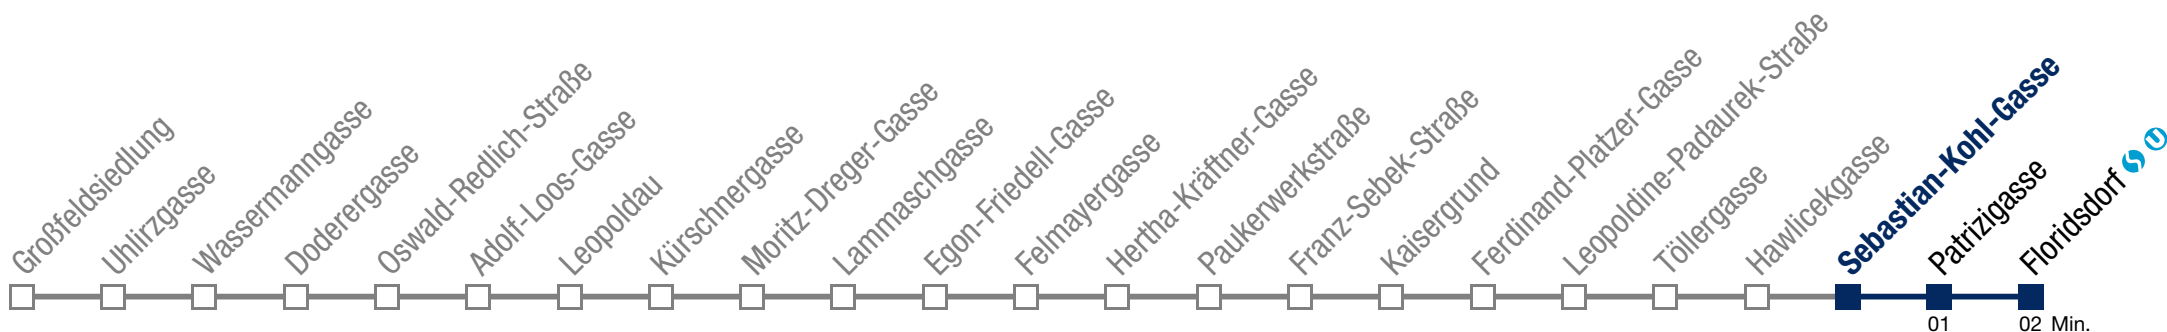 Großfeldsiedlung
Uhlirzgasse
Wassermanngasse
Doderergasse
Oswald-Redlich-Straße
Adolf-Loos-Gasse
Leopoldau
Kürschnergasse
Moritz-Dreger-Gasse
Lammaschgasse
Egon-Friedell-Gasse
Felmayergasse
Hertha-Kräftner-Gasse
Paukerwerkstraße
Franz-Sebek-Straße
Kaisergrund
Ferdinand-Platzer-Gasse
Leopoldine-Padaurek-Straße
Töllergasse
Hawlicekgasse
Sebastian-Kohl-Gasse
Patrizigasse
Floridsdorf S U
01 02 Min.